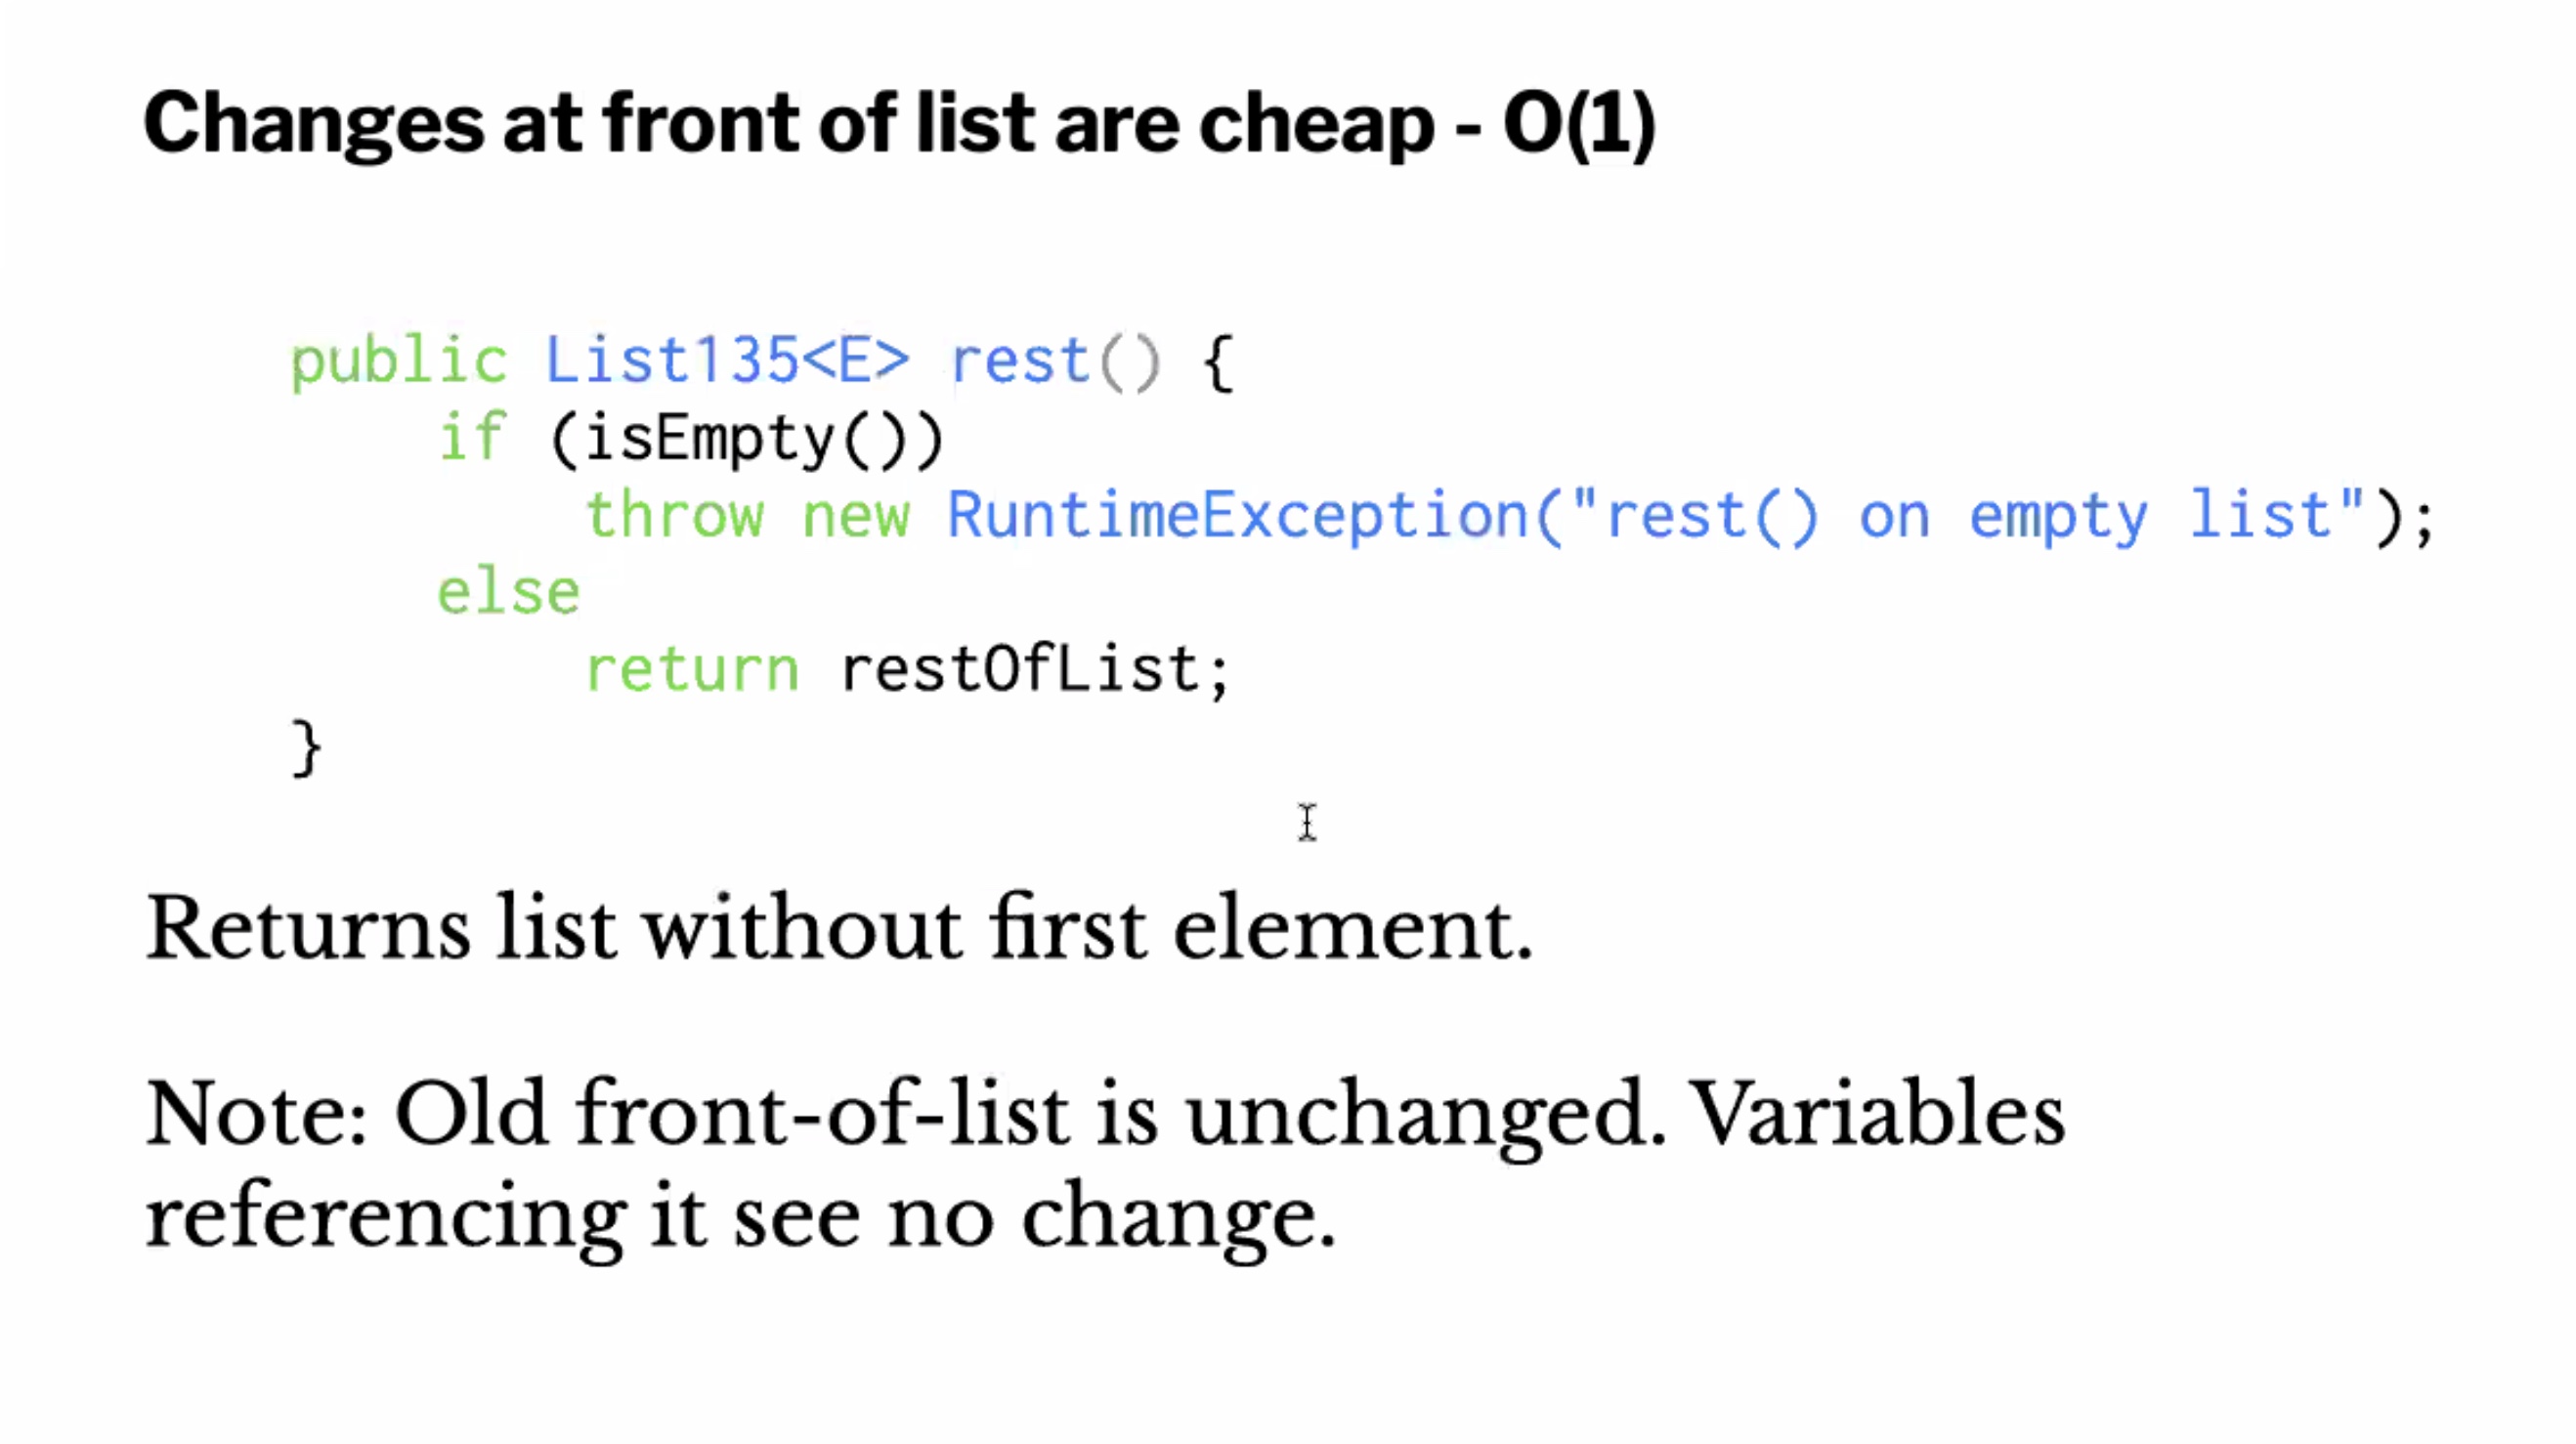 Changes at front of list are cheap - O(1)
public List135<E> rest() {
if (isEmpty())
throw new RuntimeException("rest() on empty list");
else
return restOfList;
}
Returns list without first element.
Note: Old front-of-list is unchanged. Variables
referencing it see no change.